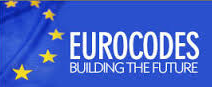 EUROCODES
BUILDING THE FUTURE